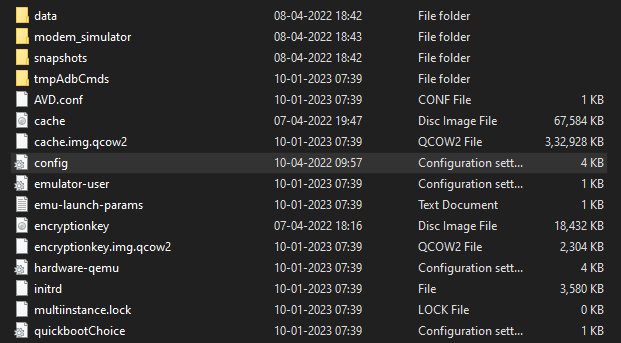 data 08-04-2022 18:42 File folder
modem_simulator 08-04-2022 18:43 File folder
snapshots 08-04-2022 18:42 File folder
tmpAdbCmds 10-01-2023 07:39 File folder
AVD.conf 10-01-2023 07:39 CONF File 1 KB
cache 07-04-2022 19:47 Disc Image File 67,584 KB
cache.img.qcow2 10-01-2023 07:39 QCOW2 File 3,32,928 KB
config 10-04-2022 09:57 Configuration sett... 4 KB
emulator-user 10-01-2023 07:39 Configuration sett... 1 KB
emu-launch-params 10-01-2023 07:39 Text Document 1 KB
encryptionkey 07-04-2022 18:16 Disc Image File 18,432 KB
encryptionkey.img.qcow2 10-01-2023 07:39 QCOW2 File 2,304 KB
hardware-qemu 10-01-2023 07:39 Configuration sett... 4 KB
initrd 10-01-2023 07:39 File 3,580 KB
multiinstance.lock 10-01-2023 07:39 LOCK File 0 KB
quickbootChoice 10-01-2023 07:39 Configuration sett... 1 KB